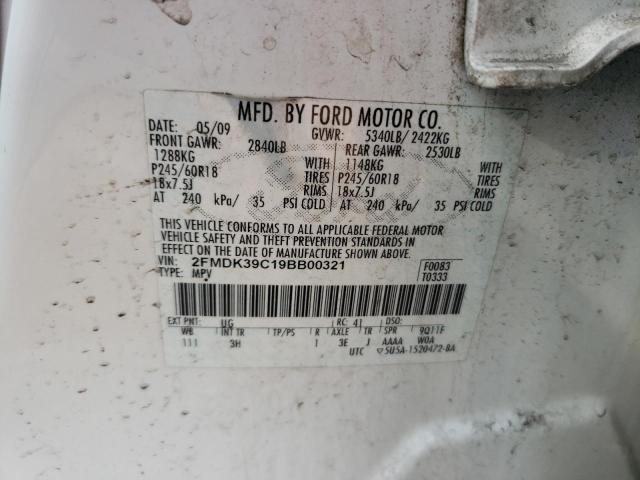 MFD. BY FORD MOTOR CO.
DATE: 05/09 GVWR: 5340LB/ 2422KG
FRONT GAWR: 2840LB REAR GAWR: 2530LB
1288KG WITH 1148KG WITH
P245/60R18 TIRES P245/60R18 TIRES
18x7.5J RIMS 18x7.5J RIMS
AT 240 kPa/ 35 PSI COLD AT 240 kPa/ 35 PSI COLD
THIS VEHICLE CONFORMS TO ALL APPLICABLE FEDERAL MOTOR
VEHICLE SAFETY AND THEFT PREVENTION STANDARDS IN
EFFECT ON THE DATE OF MANUFACTURE SHOWN ABOVE.
VIN: 2FMDK39C19BB00321 F0083
TYPE: MPV T0333
EXT PNT: UG RC: 41 DSO:
WB INT TR TP/PS R AXLE TR SPR 9Q11F
111 3H 1 3E J AAAA W0A
UTC 5U5A-1520472-BA